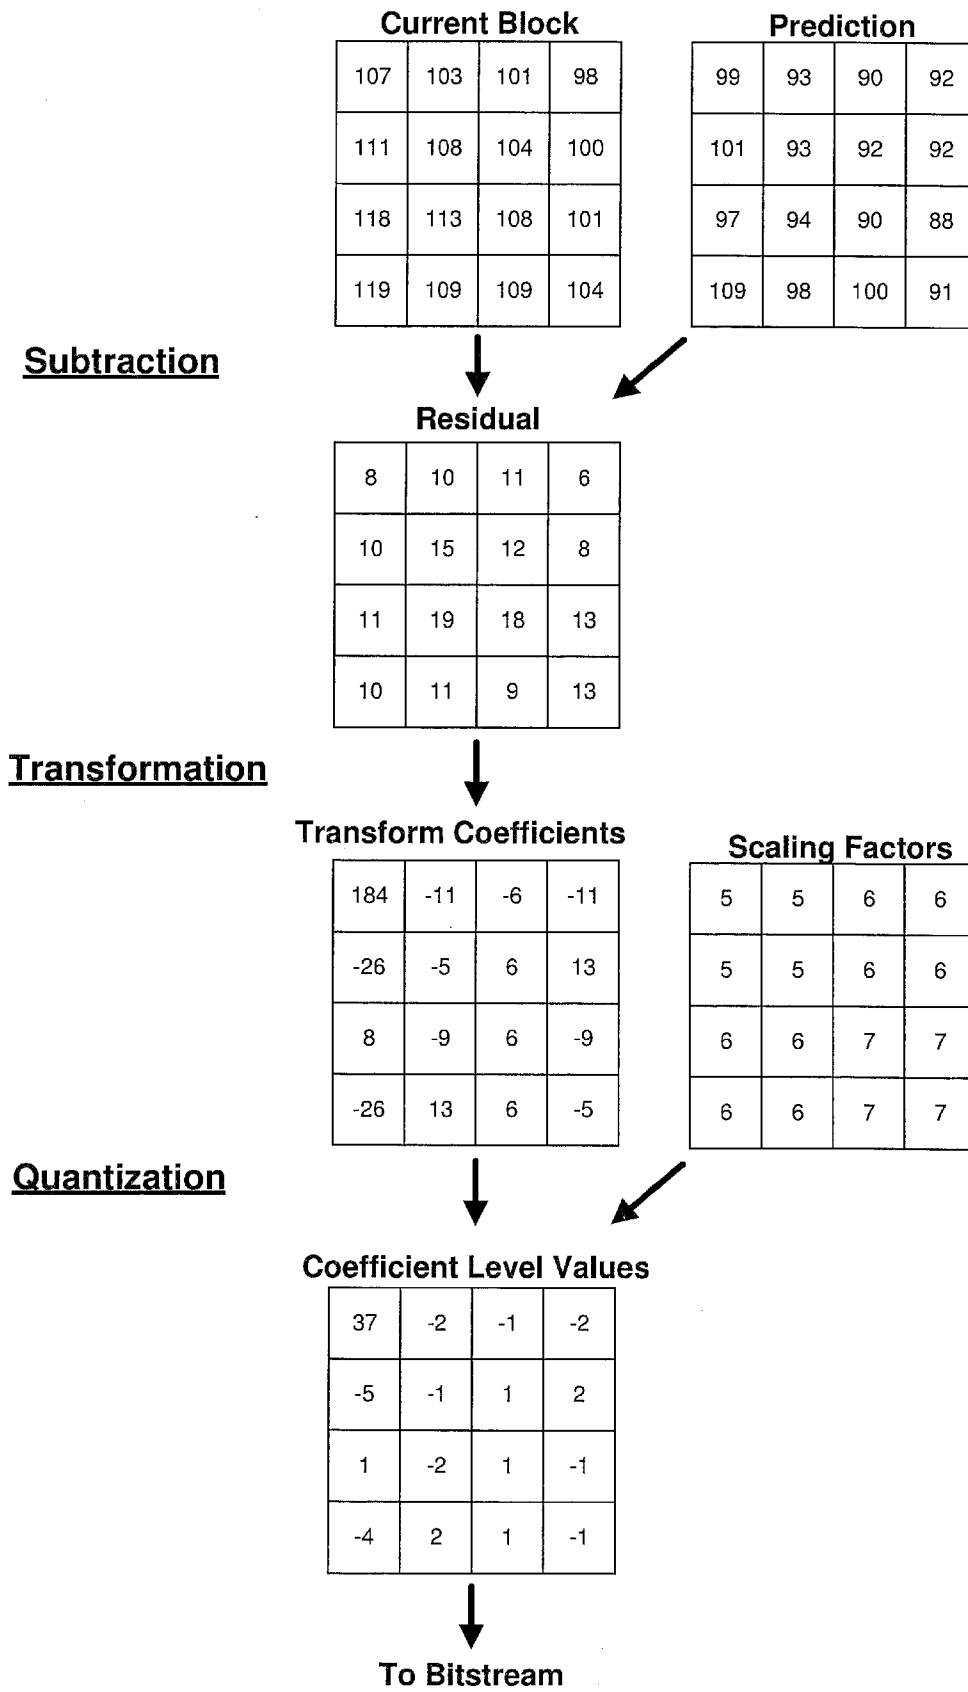 Current Block Prediction
107 103 101 98 99 93 90 92
111 108 104 100 101 93 92 92
118 113 108 101 97 94 90 88
119 109 109 104 109 98 100 91
Subtraction
Residual
8 10 11 6
10 15 12 8
11 19 18 13
10 11 9 13
Transformation
Transform Coefficients Scaling Factors
184 -11 -6 -11 5 5 6 6
-26 -5 6 13 5 5 6 6
8 -9 6 -9 6 6 7 7
-26 13 6 -5 6 6 7 7
Quantization
Coefficient Level Values
37 -2 -1 -2
-5 -1 1 2
1 -2 1 -1
-4 2 1 -1
To Bitstream